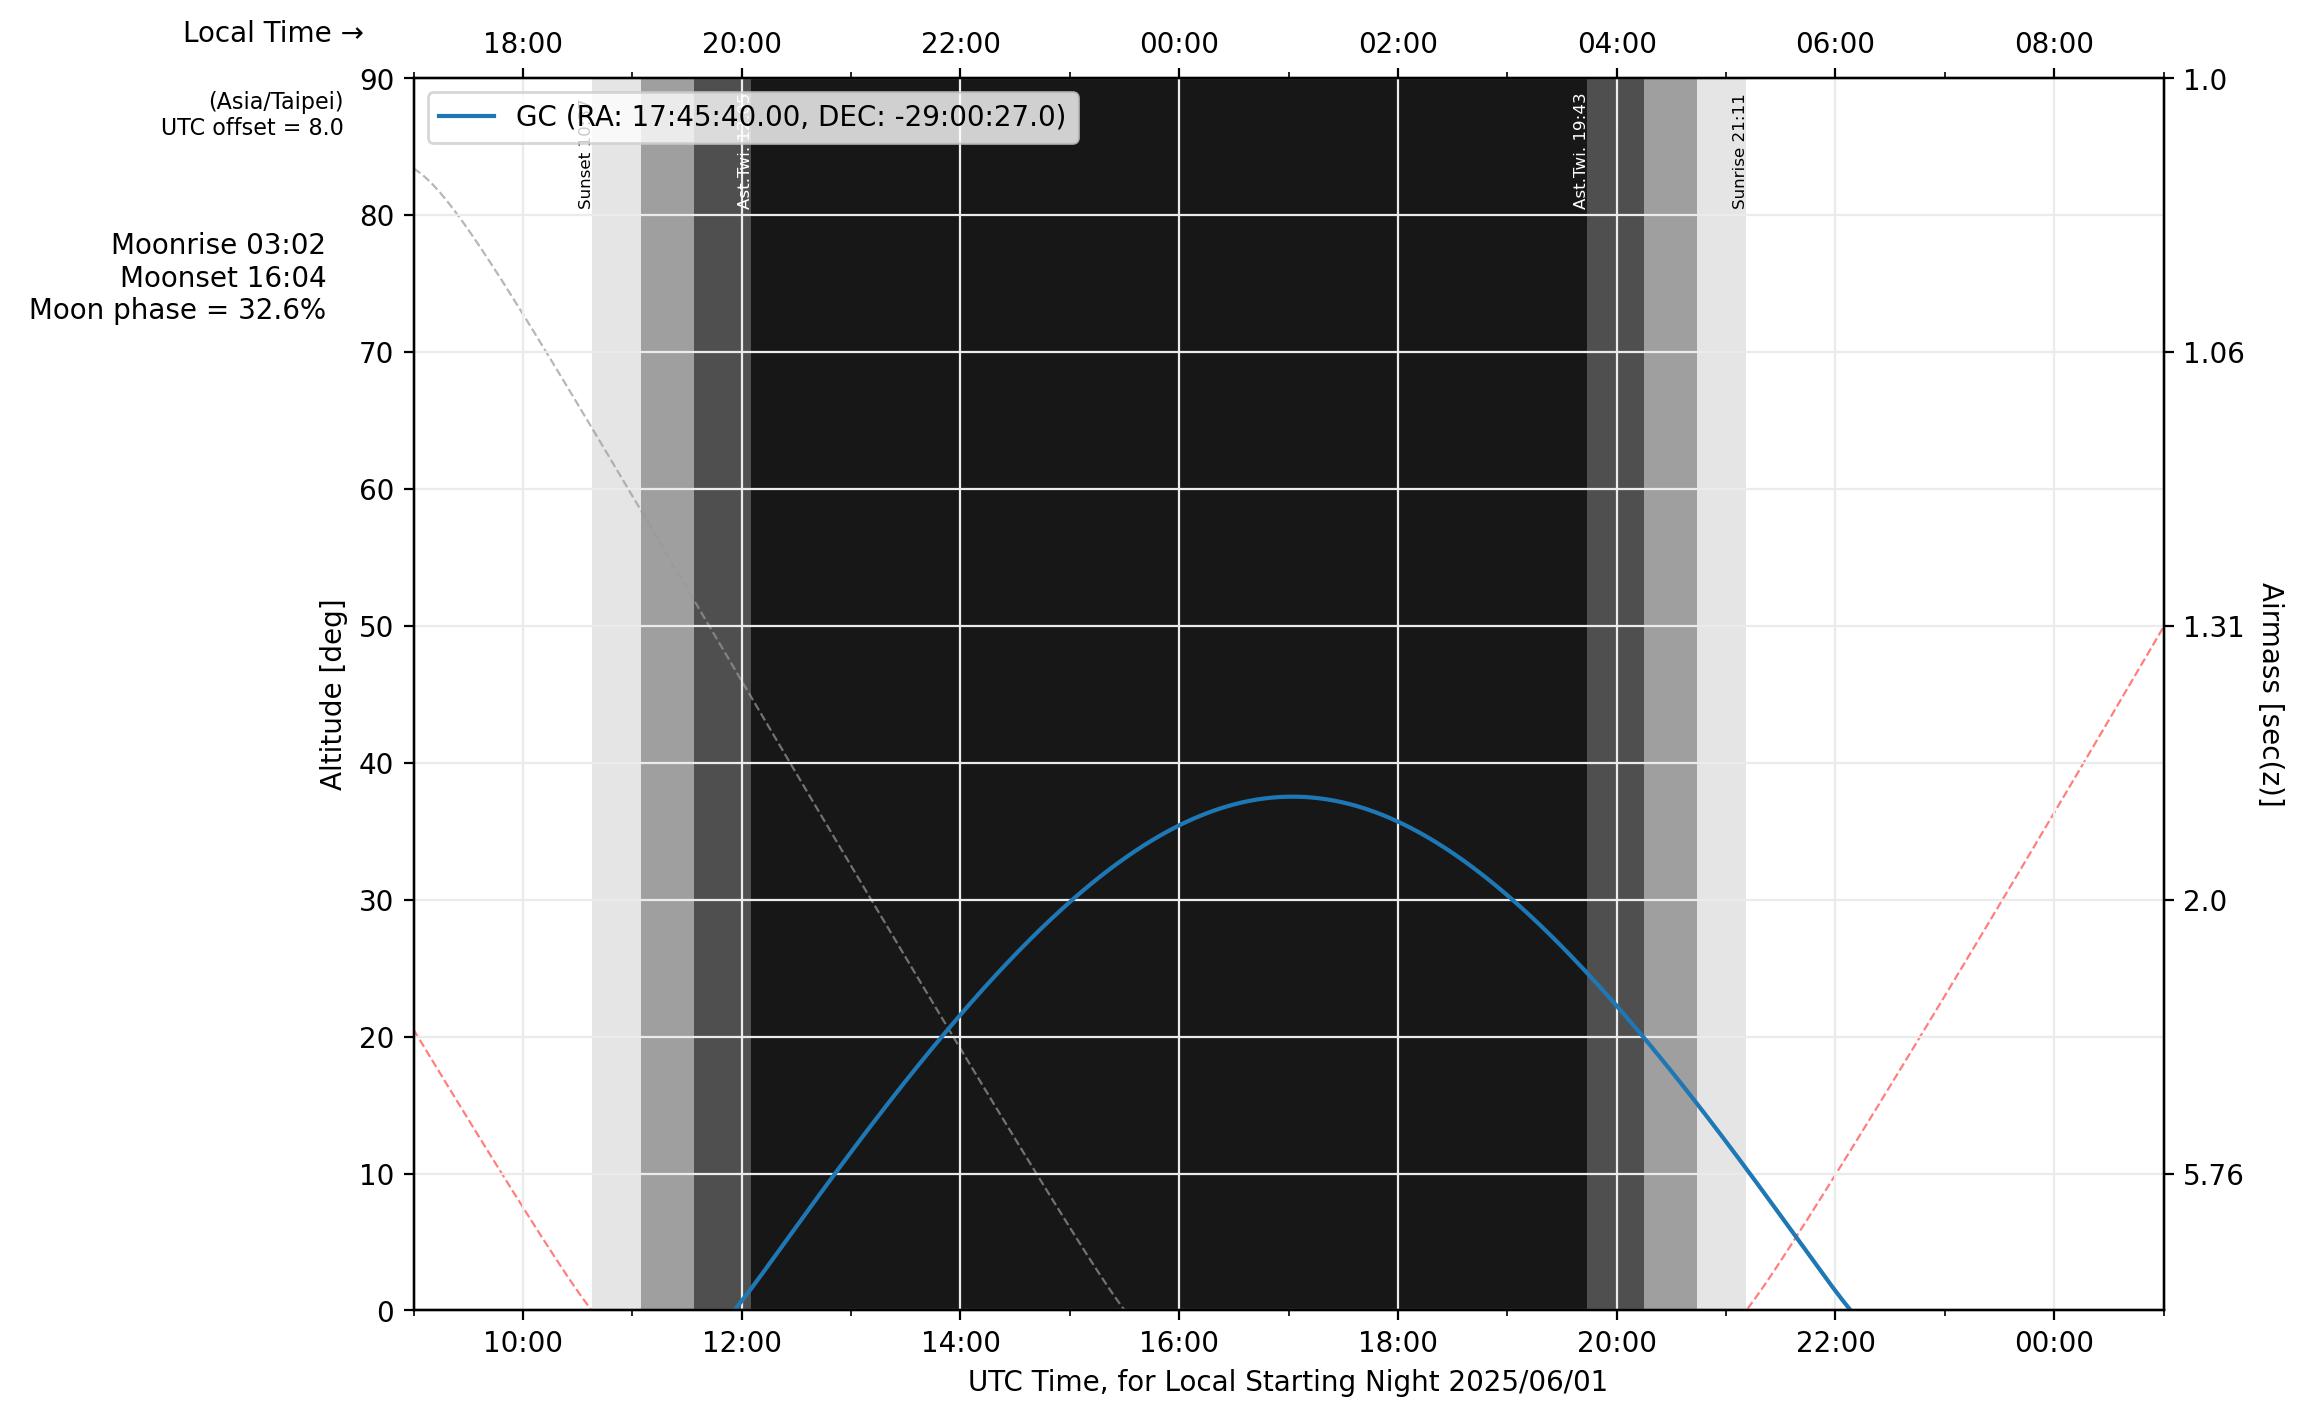 Local Time →
18:00 20:00 22:00 00:00 02:00 04:00 06:00 08:00
(Asia/Taipei)
UTC offset = 8.0
Moonrise 03:02
Moonset 16:04
Moon phase = 32.6%
GC (RA: 17:45:40.00, DEC: -29:00:27.0)
Sunset
Ast.Twi.
Ast.Twi. 19:43
Sunrise 21:11
Altitude [deg]
90
80
70
60
50
40
30
20
10
0
1.0
1.06
1.31
2.0
5.76
Airmass [sec(z)]
10:00 12:00 14:00 16:00 18:00 20:00 22:00 00:00
UTC Time, for Local Starting Night 2025/06/01